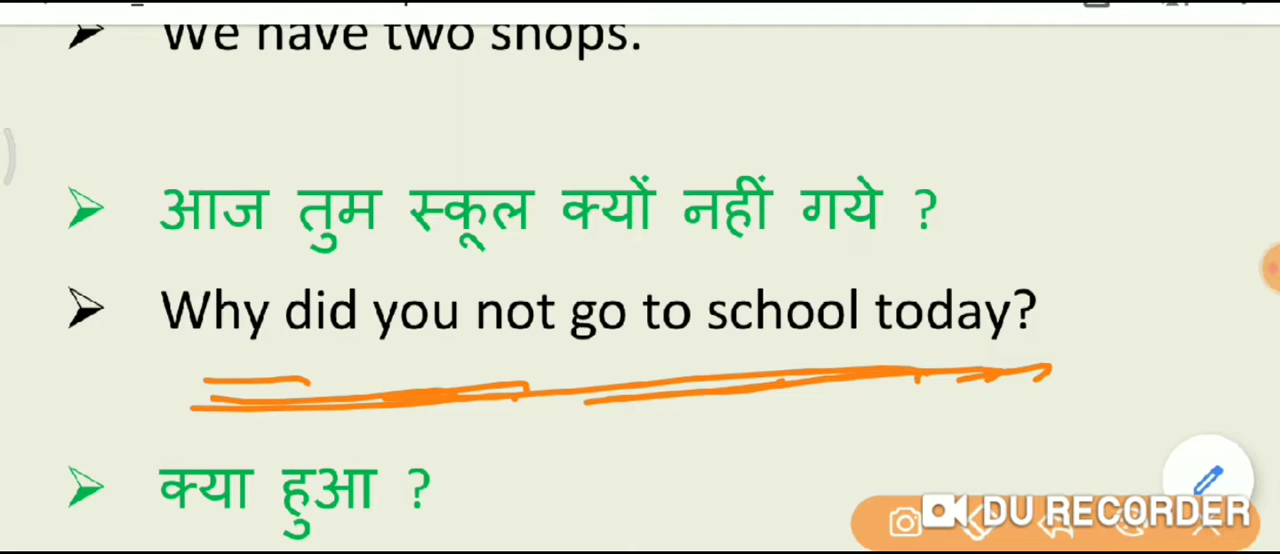 We have two shops.
आज तुम स्कूल क्यों नहीं गये ?
Why did you not go to school today?
क्या हुआ ?
DU RECORDER